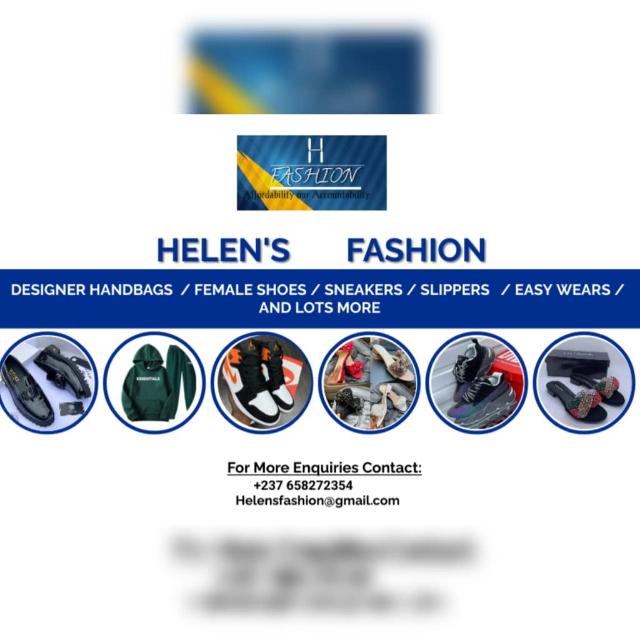 H
FASHION
Affordability our Accountability
HELEN'S FASHION
DESIGNER HANDBAGS / FEMALE SHOES / SNEAKERS / SLIPPERS / EASY WEARS /
AND LOTS MORE
ESSENTIALS
For More Enquiries Contact:
+237 658272354
Helensfashion@gmail.com